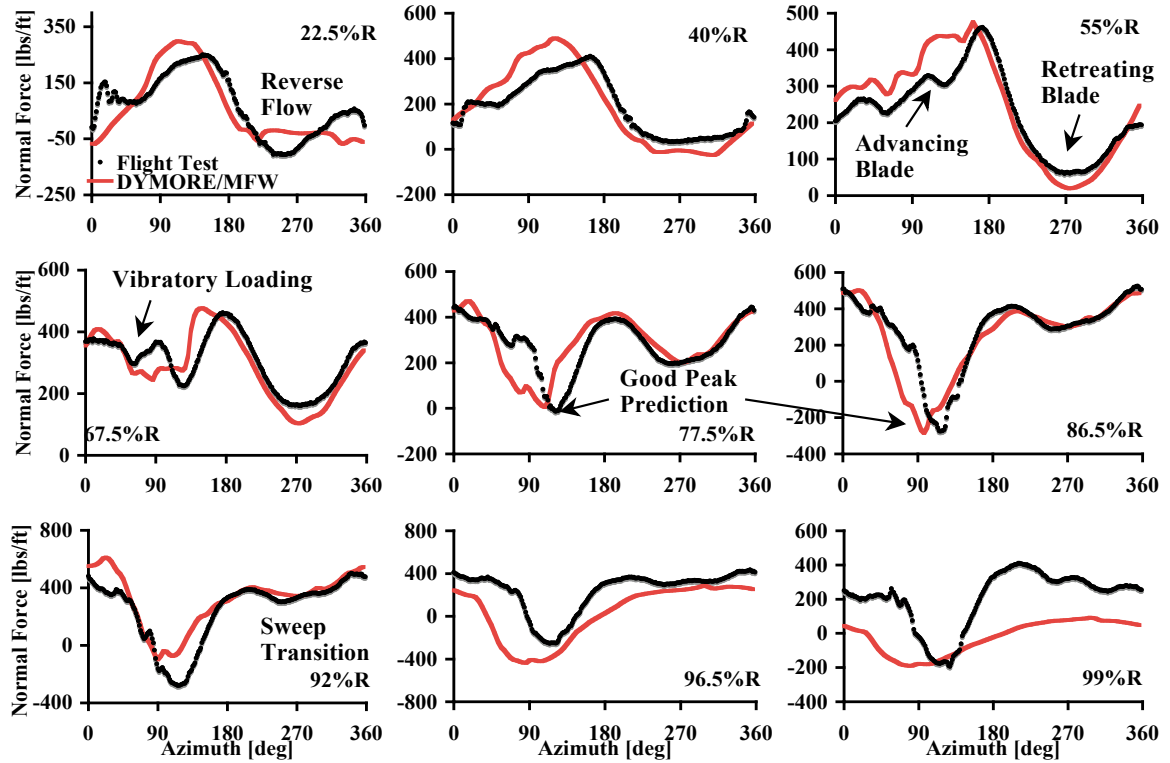 Normal Force [lbs/ft]
350
150
-50
-250
22.5%R
Reverse
Flow
Flight Test
DYMORE/MFW
0 90 180 270 360
600
400
200
0
-200
40%R
0 90 180 270 360
500
400
300
200
100
0
55%R
Retreating
Blade
Advancing
Blade
0 90 180 270 360
Normal Force [lbs/ft]
600
400
200
0
Vibratory Loading
67.5%R
0 90 180 270 360
600
400
200
0
-200
Good Peak
Prediction
77.5%R
0 90 180 270 360
600
400
200
0
-200
-400
86.5%R
0 90 180 270 360
Normal Force [lbs/ft]
800
400
0
-400
Sweep
Transition
92%R
0 90 180 270 360
Azimuth [deg]
800
400
0
-400
-800
96.5%R
0 90 180 270 360
Azimuth [deg]
600
400
200
0
-200
-400
99%R
0 90 180 270 360
Azimuth [deg]